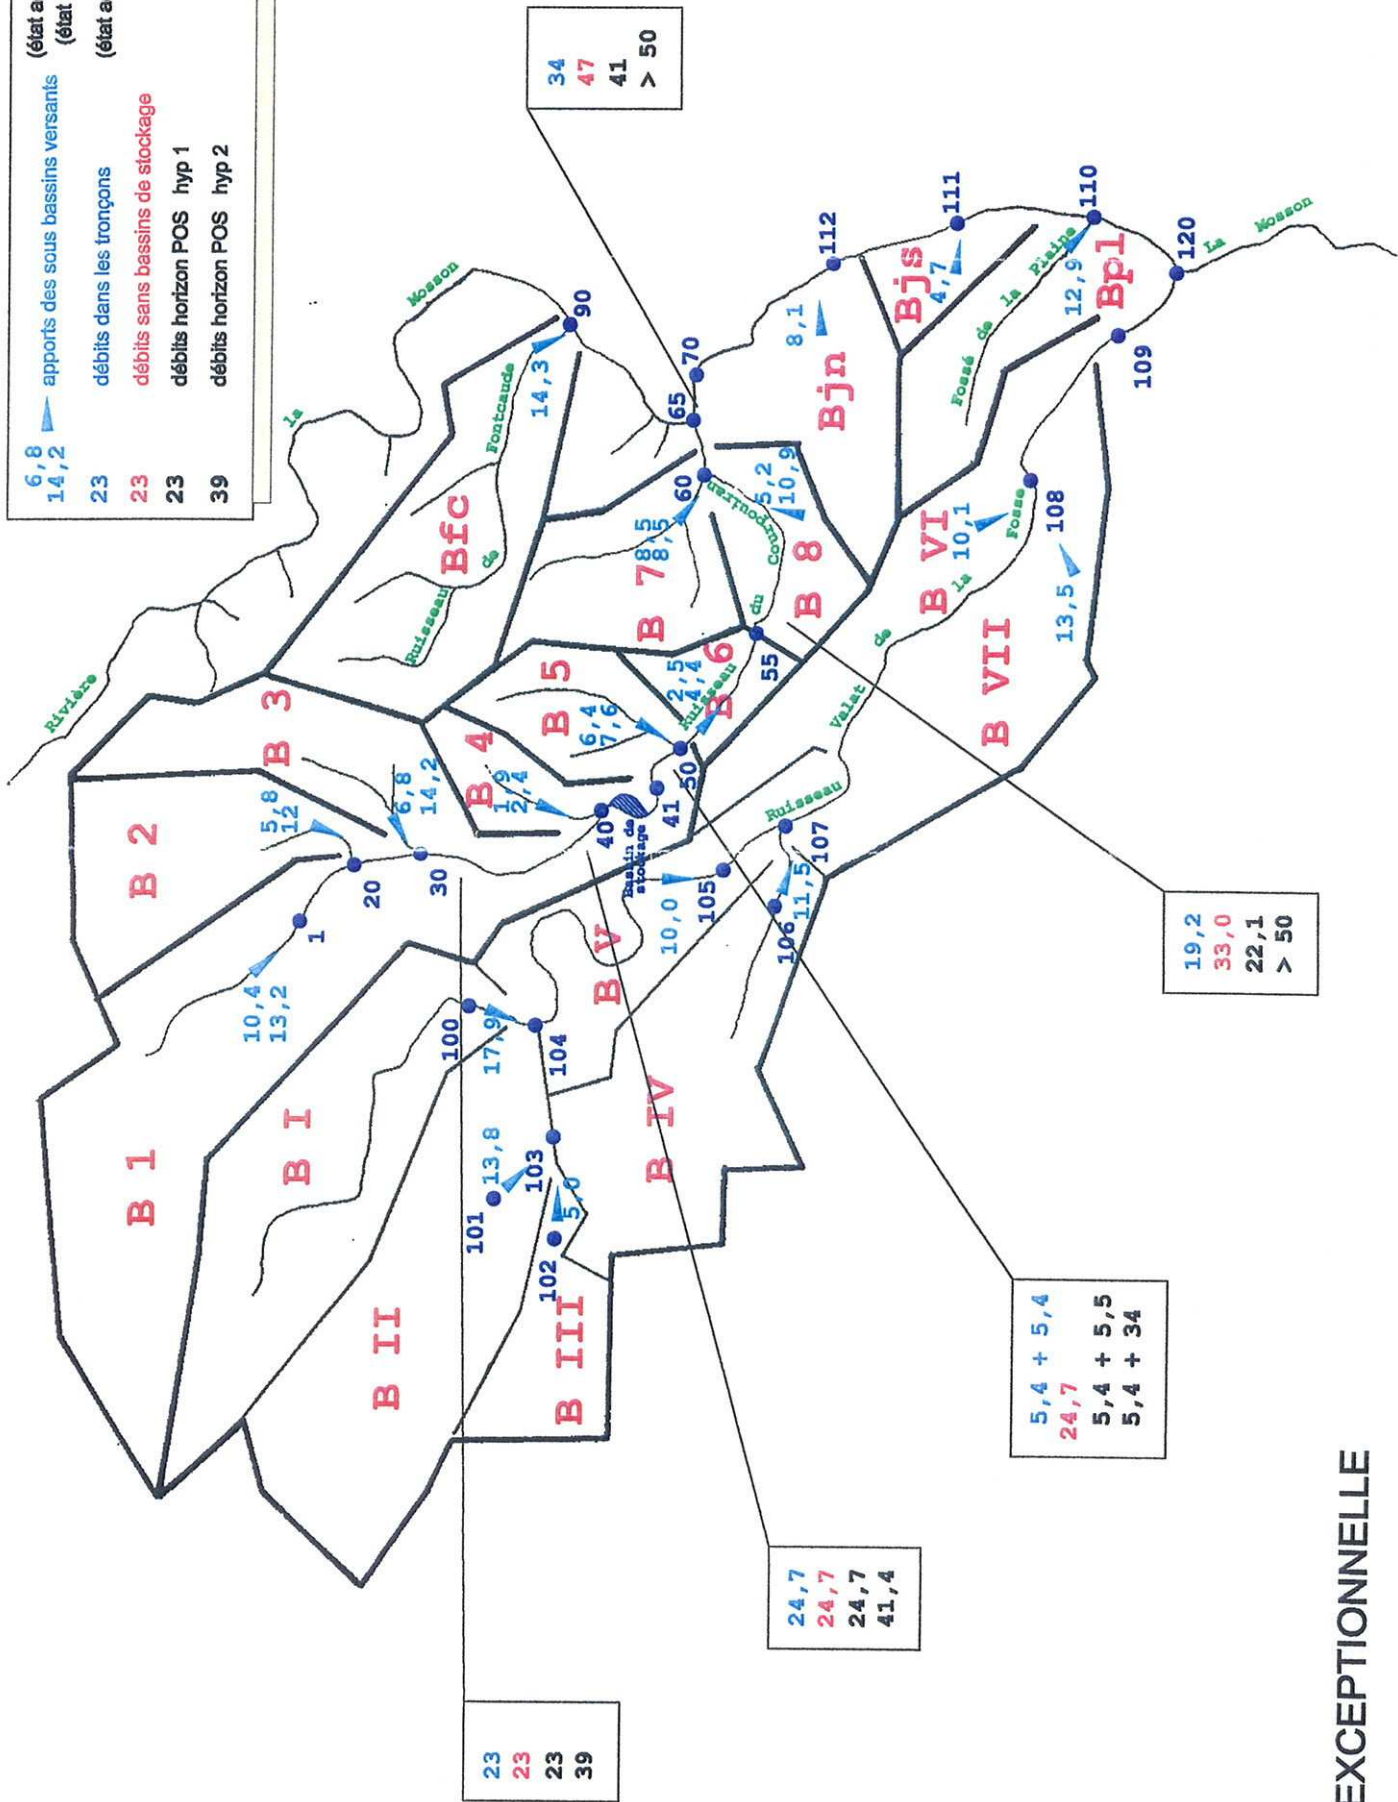 6,8 apports des sous bassins versants (état a
14,2 (état
23 débits dans les tronçons (état a
23 débits sans bassins de stockage
23 débits horizon POS hyp 1
39 débits horizon POS hyp 2
34
47
41
> 50
Rivière
la
Mosson
B 1
B 2
B 3
B 4
B 5
B 6
B 7
B 8
Bfc
Bjn
Bjs
Bpl
B I
B II
B III
B IV
B V
B VI
B VII
Ruisseau
de
Fontcaude
14,3
90
10,4
13,2
1
5,8
12
20
6,8
14,2
30
1,9
2,4
40
Bassin de
stockage
41
6,4
7,6
50
2,5
4,4
Ruisseau
du
Courpouiran
55
8,5
8,5
60
5,2
10,9
65
70
8,1
112
4,7
111
Fossé de la Plaine
12,9
110
120
La Mosson
109
100
17,9
104
101
13,8
103
102
5,0
10,0
105
106
11,5
107
Ruisseau
Valat
de
la
Fosse
10,1
108
13,5
19,2
33,0
22,1
> 50
5,4 + 5,4
24,7
5,4 + 5,5
5,4 + 34
24,7
24,7
24,7
41,4
23
23
23
39
EXCEPTIONNELLE